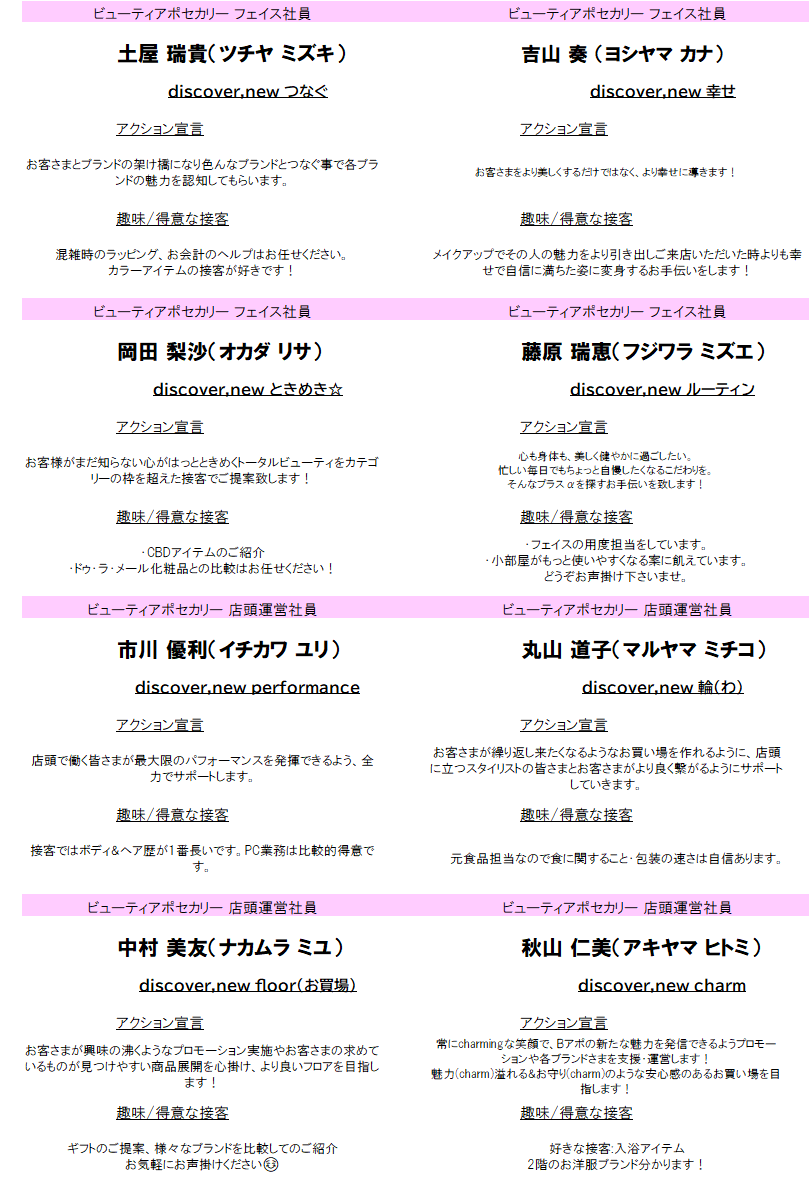 ビューティアポセカリー フェイス社員
土屋 瑞貴(ツチヤ ミズキ)
discover,new つなぐ
アクション宣言
お客さまとブランドの架け橋になり色んなブランドとつなぐ事で各ブラ
ンドの魅力を認知してもらいます。
趣味/得意な接客
混雑時のラッピング、お会計のヘルプはお任せください。
カラーアイテムの接客が好きです！
ビューティアポセカリー フェイス社員
吉山 奏 (ヨシヤマ カナ)
discover,new 幸せ
アクション宣言
お客さまをより美しくするだけではなく、より幸せに導きます！
趣味/得意な接客
メイクアップでその人の魅力をより引き出しご来店いただいた時よりも幸
せで自信に満ちた姿に変身するお手伝いをします！
ビューティアポセカリー フェイス社員
岡田 梨沙(オカダ リサ)
discover,new ときめき☆
アクション宣言
お客様がまだ知らない心がはっとときめくトータルビューティをカテゴ
リーの枠を超えた接客でご提案致します！
趣味/得意な接客
・CBDアイテムのご紹介
・ドゥ・ラ・メール化粧品との比較はお任せください！
ビューティアポセカリー フェイス社員
藤原 瑞恵(フジワラ ミズエ)
discover,new ルーティン
アクション宣言
心も身体も、美しく健やかに過ごしたい。
忙しい毎日でもちょっと自慢したくなるこだわりを。
そんなプラスαを探すお手伝いを致します！
趣味/得意な接客
・フェイスの用度担当をしています。
・小部屋がもっと使いやすくなる案に飢えています。
どうぞお声掛け下さいませ。
ビューティアポセカリー 店頭運営社員
市川 優利(イチカワ ユリ)
discover,new performance
アクション宣言
店頭で働く皆さまが最大限のパフォーマンスを発揮できるよう、全
力でサポートします。
趣味/得意な接客
接客ではボディ&ヘア歴が1番長いです。PC業務は比較的得意で
す。
ビューティアポセカリー 店頭運営社員
丸山 道子(マルヤマ ミチコ)
discover,new 輪(わ)
アクション宣言
お客さまが繰り返し来たくなるようなお買い場を作れるように、店頭
に立つスタイリストの皆さまとお客さまがより良く繋がるようにサポート
していきます。
趣味/得意な接客
元食品担当なので食に関すること・包装の速さは自信あります。
ビューティアポセカリー 店頭運営社員
中村 美友(ナカムラ ミユ)
discover,new floor(お買場)
アクション宣言
お客さまが興味の沸くようなプロモーション実施やお客さまの求めて
いるものが見つけやすい商品展開を心掛け、より良いフロアを目指し
ます！
趣味/得意な接客
ギフトのご提案、様々なブランドを比較してのご紹介
お気軽にお声掛けください
ビューティアポセカリー 店頭運営社員
秋山 仁美(アキヤマ ヒトミ)
discover,new charm
アクション宣言
常にcharmingな笑顔で、Bアポの新たな魅力を発信できるようプロモー
ションや各ブランドさまを支援・運営します！
魅力(charm)溢れる&お守り(charm)のような安心感のあるお買い場を目
指します！
趣味/得意な接客
好きな接客:入浴アイテム
2階のお洋服ブランド分かります！